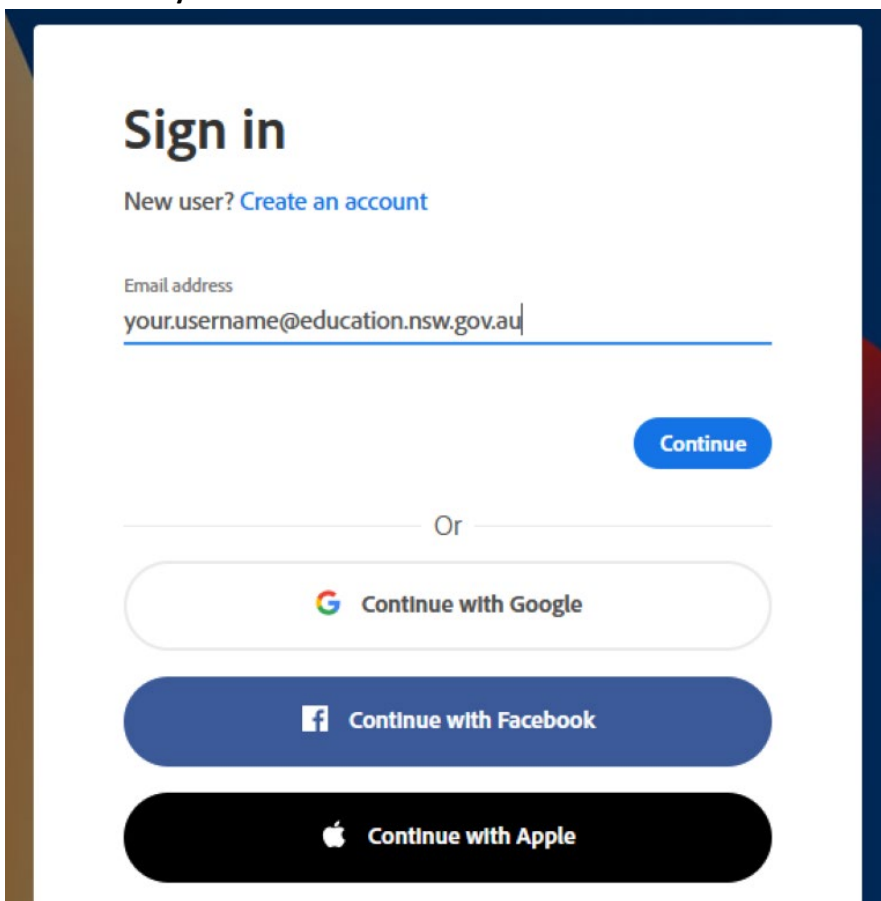 Sign in
New user? Create an account
Email address
your.username@education.nsw.gov.au
Continue
Or
Continue with Google
Continue with Facebook
Continue with Apple